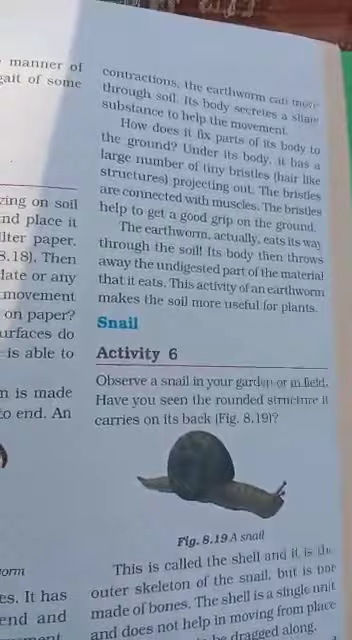 manner of
gait of some
ing on soil
nd place it
lter paper.
8.18). Then
late or any
movement
on paper?
urfaces do
is able to
n is made
to end. An
orm
es. It has
end and
contractions, the earthworm can move
through soil. Its body secretes a slimy
substance to help the movement.
How does it fix parts of its body to
the ground? Under its body, it has a
large number of tiny bristles (hair like
structures) projecting out. The bristles
are connected with muscles. The bristles
help to get a good grip on the ground.
The earthworm, actually, eats its way
through the soil! Its body then throws
away the undigested part of the material
that it eats. This activity of an earthworm
makes the soil more useful for plants.
Snail
Activity 6
Observe a snail in your garden or in field.
Have you seen the rounded structure it
carries on its back (Fig. 8.19)?
Fig. 8.19 A snail
This is called the shell and it is the
outer skeleton of the snail, but is not
made of bones. The shell is a single unit
and does not help in moving from place
be dragged along.